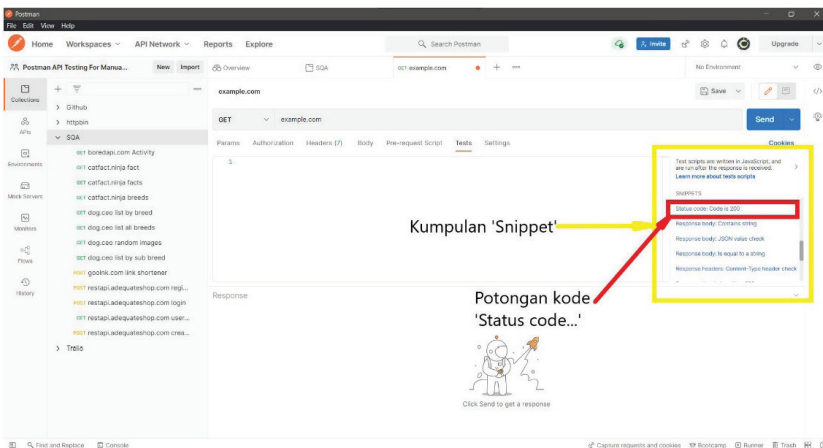 Postman
File Edit View Help
Home Workspaces API Network Reports Explore
Search Postman
Invite
Upgrade
Postman API Testing For Manua...
New Import
Overview
SQA
GET example.com
No Environment
Collections
APIs
Environments
Mock Servers
Monitors
Flows
History
Github
httpbin
SQA
GET boredapi.com Activity
GET catfact.ninja fact
GET catfact.ninja facts
GET catfact.ninja breeds
GET dog.ceo list by breed
GET dog.ceo list all breeds
GET dog.ceo random images
GET dog.ceo list by sub breed
POST goolnk.com link shortener
POST restapi.adequateshop.com regi...
POST restapi.adequateshop.com login
GET restapi.adequateshop.com user...
POST restapi.adequateshop.com crea...
Trello
example.com
Save
GET example.com
Send
Params Authorization Headers (7) Body Pre-request Script Tests Settings
Cookies
1
Test scripts are written in JavaScript, and
are run after the response is received.
Learn more about tests scripts
SNIPPETS
Status code: Code is 200
Response body: Contains string
Response body: JSON value check
Response body: Is equal to a string
Response headers: Content-Type header check
Kumpulan 'Snippet'
Potongan kode
'Status code...'
Response
Click Send to get a response
Find and Replace Console
Capture requests and cookies Bootcamp Runner Trash